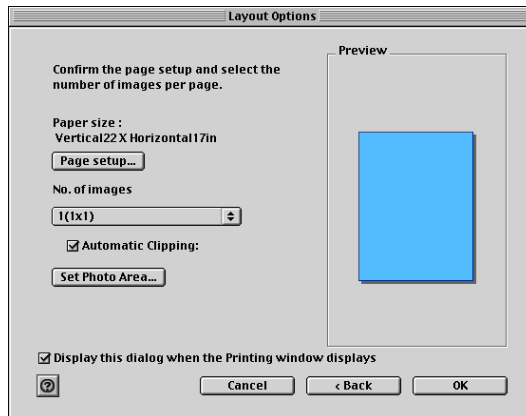 Layout Options
Confirm the page setup and select the
number of images per page.
Paper size :
Vertical22 X Horizontal17in
Page setup...
No. of images
1(1x1)
Automatic Clipping:
Set Photo Area...
Preview
Display this dialog when the Printing window displays
?
Cancel
< Back
OK